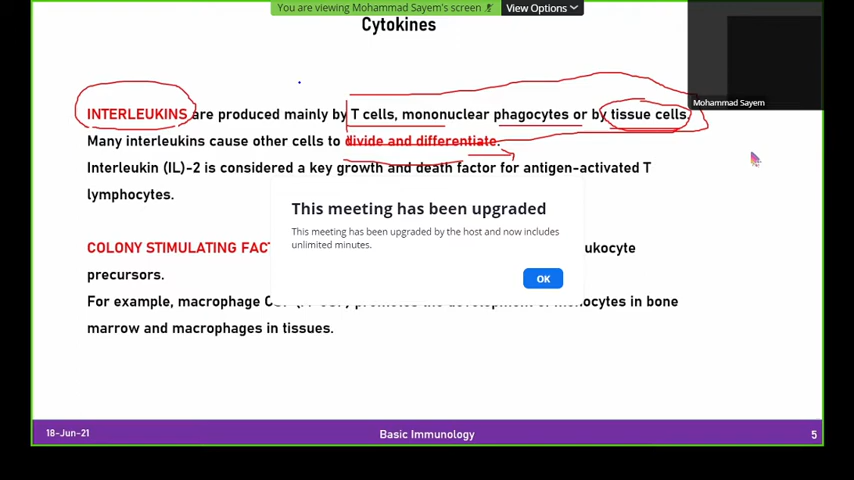 You are viewing Mohammad Sayem's screen
View Options
Cytokines
Mohammad Sayem
INTERLEUKINS are produced mainly by T cells, mononuclear phagocytes or by tissue cells.
Many interleukins cause other cells to divide and differentiate.
Interleukin (IL)-2 is considered a key growth and death factor for antigen-activated T
lymphocytes.
This meeting has been upgraded
This meeting has been upgraded by the host and now includes
unlimited minutes.
OK
COLONY STIMULATING
precursors.
For example, macrophage
in bone
marrow and macrophages in tissues.
18-Jun-21
Basic Immunology
5